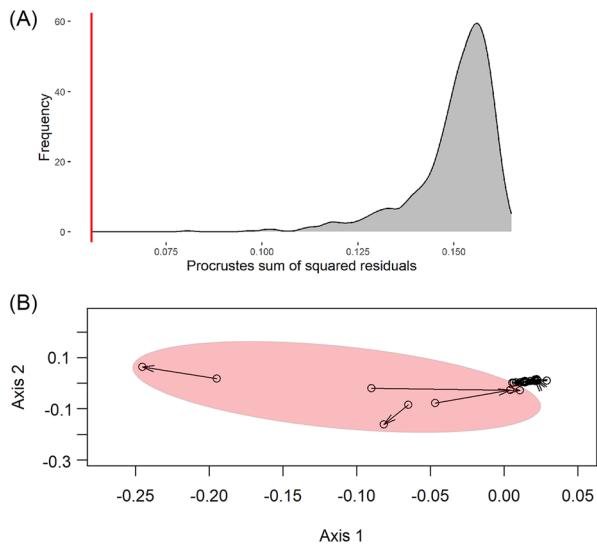 (A)
60
40
20
0
Frequency
0.075 0.100 0.125 0.150
Procrustes sum of squared residuals
(B)
0.1
-0.1
-0.3
Axis 2
-0.25 -0.20 -0.15 -0.10 -0.05 0.00 0.05
Axis 1